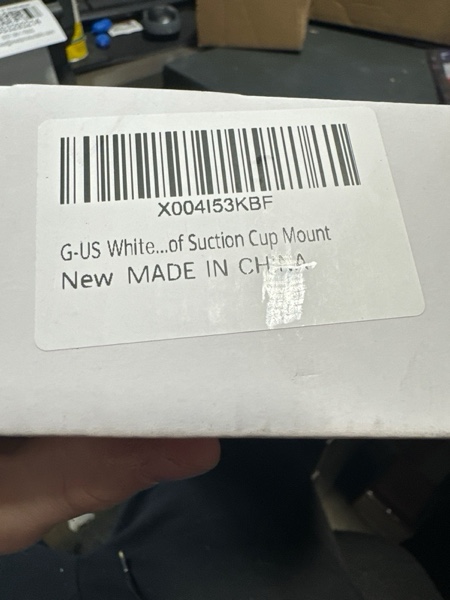 X004I53KBF
G-US White...of Suction Cup Mount
New MADE IN CHINA